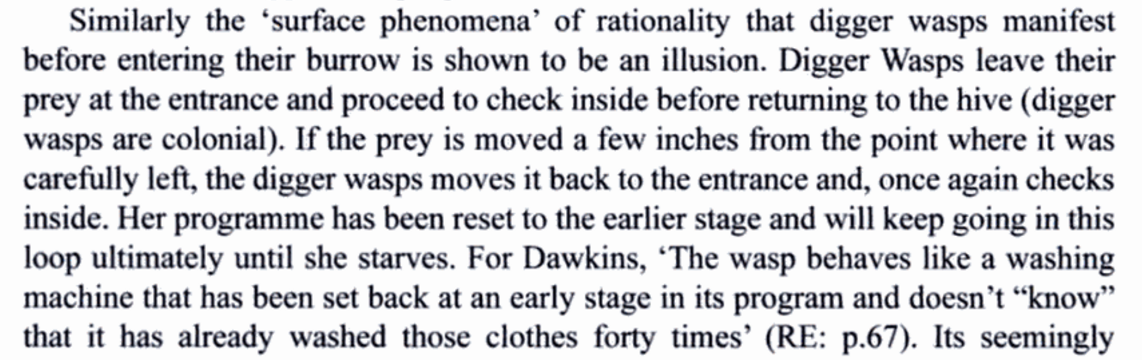 Similarly the ‘surface phenomena’ of rationality that digger wasps manifest
before entering their burrow is shown to be an illusion. Digger Wasps leave their
prey at the entrance and proceed to check inside before returning to the hive (digger
wasps are colonial). If the prey is moved a few inches from the point where it was
carefully left, the digger wasps moves it back to the entrance and, once again checks
inside. Her programme has been reset to the earlier stage and will keep going in this
loop ultimately until she starves. For Dawkins, ‘The wasp behaves like a washing
machine that has been set back at an early stage in its program and doesn’t “know”
that it has already washed those clothes forty times’ (RE: p.67). Its seemingly